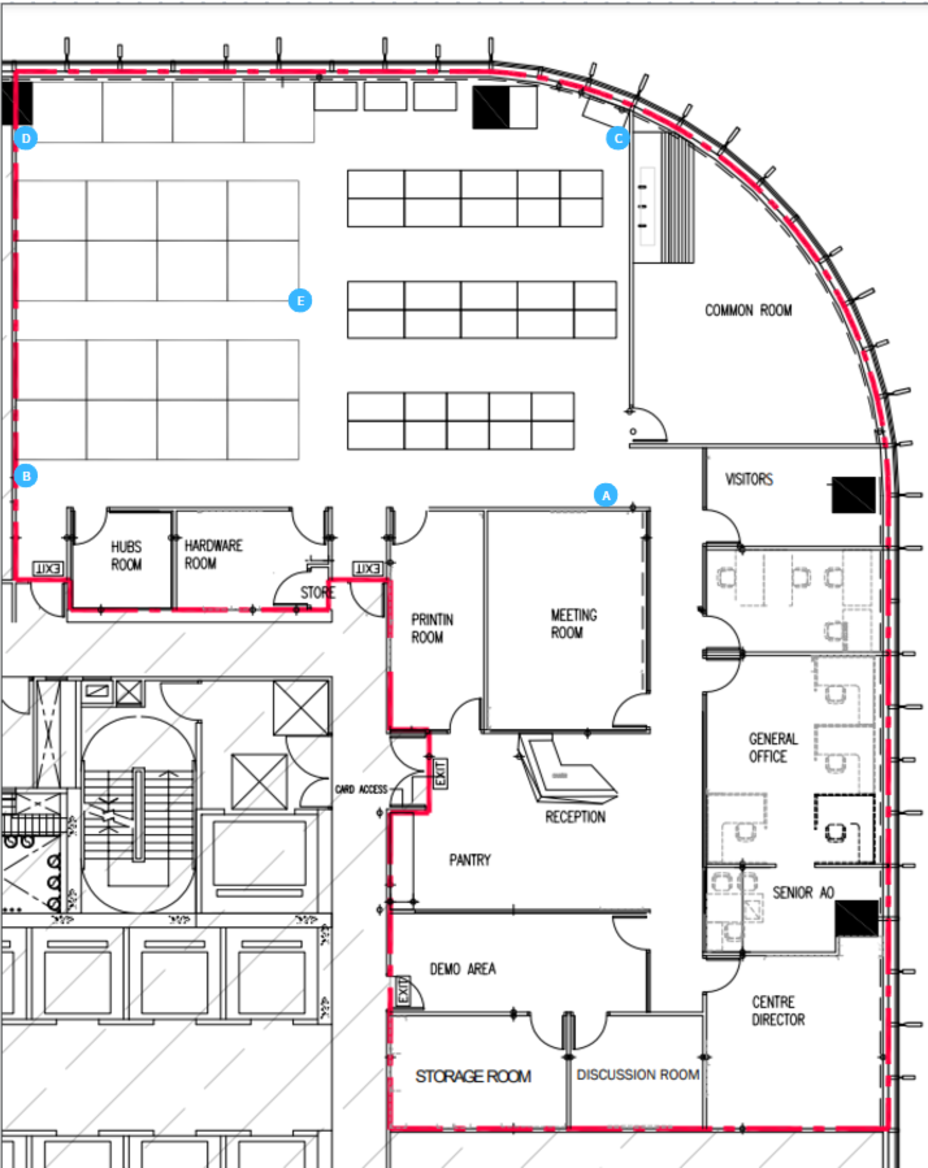 D
C
E
COMMON ROOM
B
A
VISITORS
HUBS
ROOM
HARDWARE
ROOM
EXIT
EXIT
STORE
PRINTIN
ROOM
MEETING
ROOM
GENERAL
OFFICE
EXIT
CARD ACCESS
RECEPTION
PANTRY
SENIOR AO
DEMO AREA
EXIT
CENTRE
DIRECTOR
STORAGE ROOM
DISCUSSION ROOM